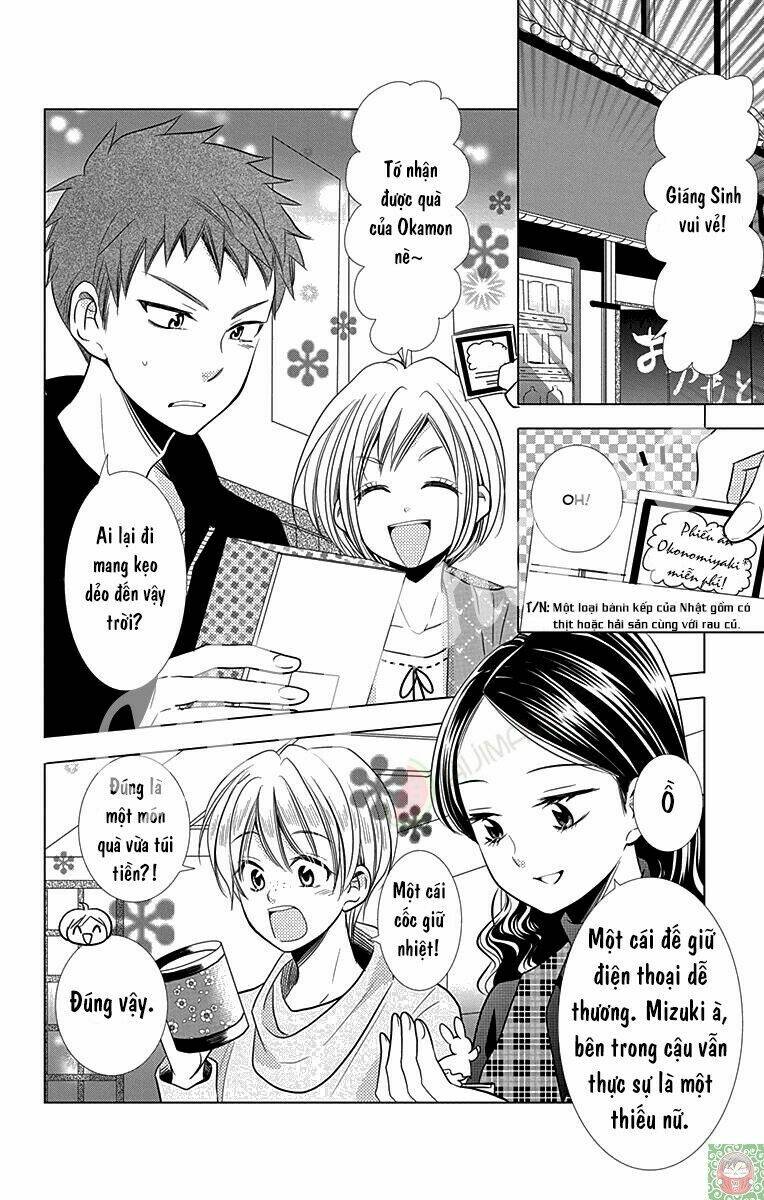 Giáng Sinh
vui vẻ!
Tớ nhận
được quà
của Okamon
nè~
OH!
Phiếu ăn
Okonomiyaki*
miễn phí!
T/N: Một loại bánh kếp của Nhật gồm có
thịt hoặc hải sản cùng với rau củ.
Ai lại đi
mang kẹo
dẻo đến vậy
trời?
Ồ
Một cái đế giữ
điện thoại dễ
thương. Mizuki à,
bên trong cậu vẫn
thực sự là một
thiếu nữ.
Một cái
cốc giữ
nhiệt!
Đúng là
một món
quà vừa túi
tiền?!
Đúng vậy.